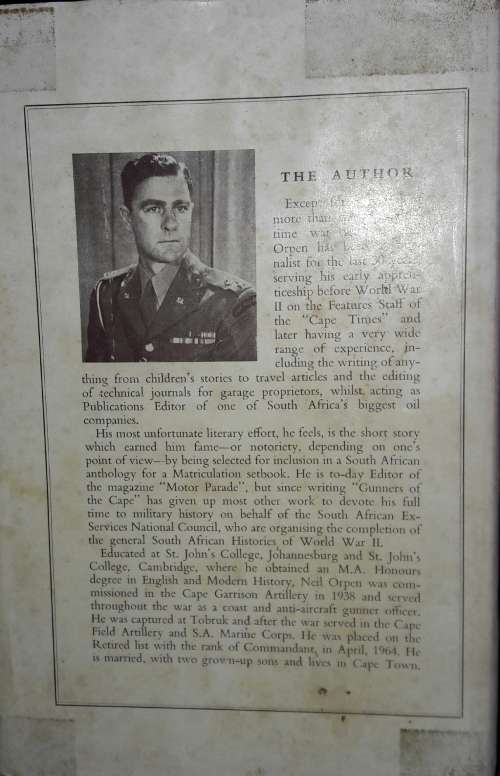 THE AUTHOR
Except for
more than
time war
Orpen has
nalist for the last 30 years,
serving his early appren-
ticeship before World War
II on the Features Staff of
the "Cape Times" and
later having a very wide
range of experience, in-
cluding the writing of any-
thing from children's stories to travel articles and the editing
of technical journals for garage proprietors, whilst acting as
Publications Editor of one of South Africa's biggest oil
companies.
His most unfortunate literary effort, he feels, is the short story
which earned him fame—or notoriety, depending on one's
point of view—by being selected for inclusion in a South African
anthology for a Matriculation setbook. He is to-day Editor of
the magazine "Motor Parade", but since writing "Gunners of
the Cape" has given up most other work to devote his full
time to military history on behalf of the South African Ex-
Services National Council, who are organising the completion of
the general South African Histories of World War II.
Educated at St. John's College, Johannesburg and St. John's
College, Cambridge, where he obtained an M.A. Honours
degree in English and Modern History, Neil Orpen was com-
missioned in the Cape Garrison Artillery in 1938 and served
throughout the war as a coast and anti-aircraft gunner officer.
He was captured at Tobruk and after the war served in the Cape
Field Artillery and S.A. Marine Corps. He was placed on the
Retired list with the rank of Commandant, in April, 1964. He
is married, with two grown-up sons and lives in Cape Town.